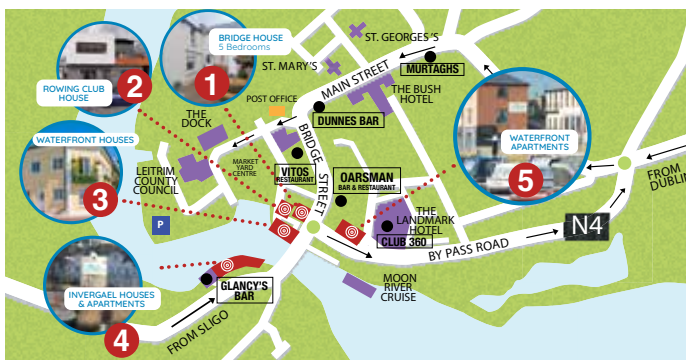 BRIDGE HOUSE
5 Bedrooms
1
ROWING CLUB
HOUSE
2
WATERFRONT HOUSES
3
INVERGAEL HOUSES
& APARTMENTS
4
WATERFRONT
APARTMENTS
5
ST. GEORGES'S
ST. MARY'S
MAIN STREET
MURTAGHS
THE BUSH
HOTEL
POST OFFICE
DUNNES BAR
THE
DOCK
MARKET
YARD
CENTRE
BRIDGE STREET
VITOS
RESTAURANT
OARSMAN
BAR & RESTAURANT
LEITRIM
COUNTY
COUNCIL
P
THE
LANDMARK
HOTEL
CLUB 360
BY PASS ROAD
N4
FROM
DUBLIN
MOON
RIVER
CRUISE
GLANCY'S
BAR
FROM SLIGO